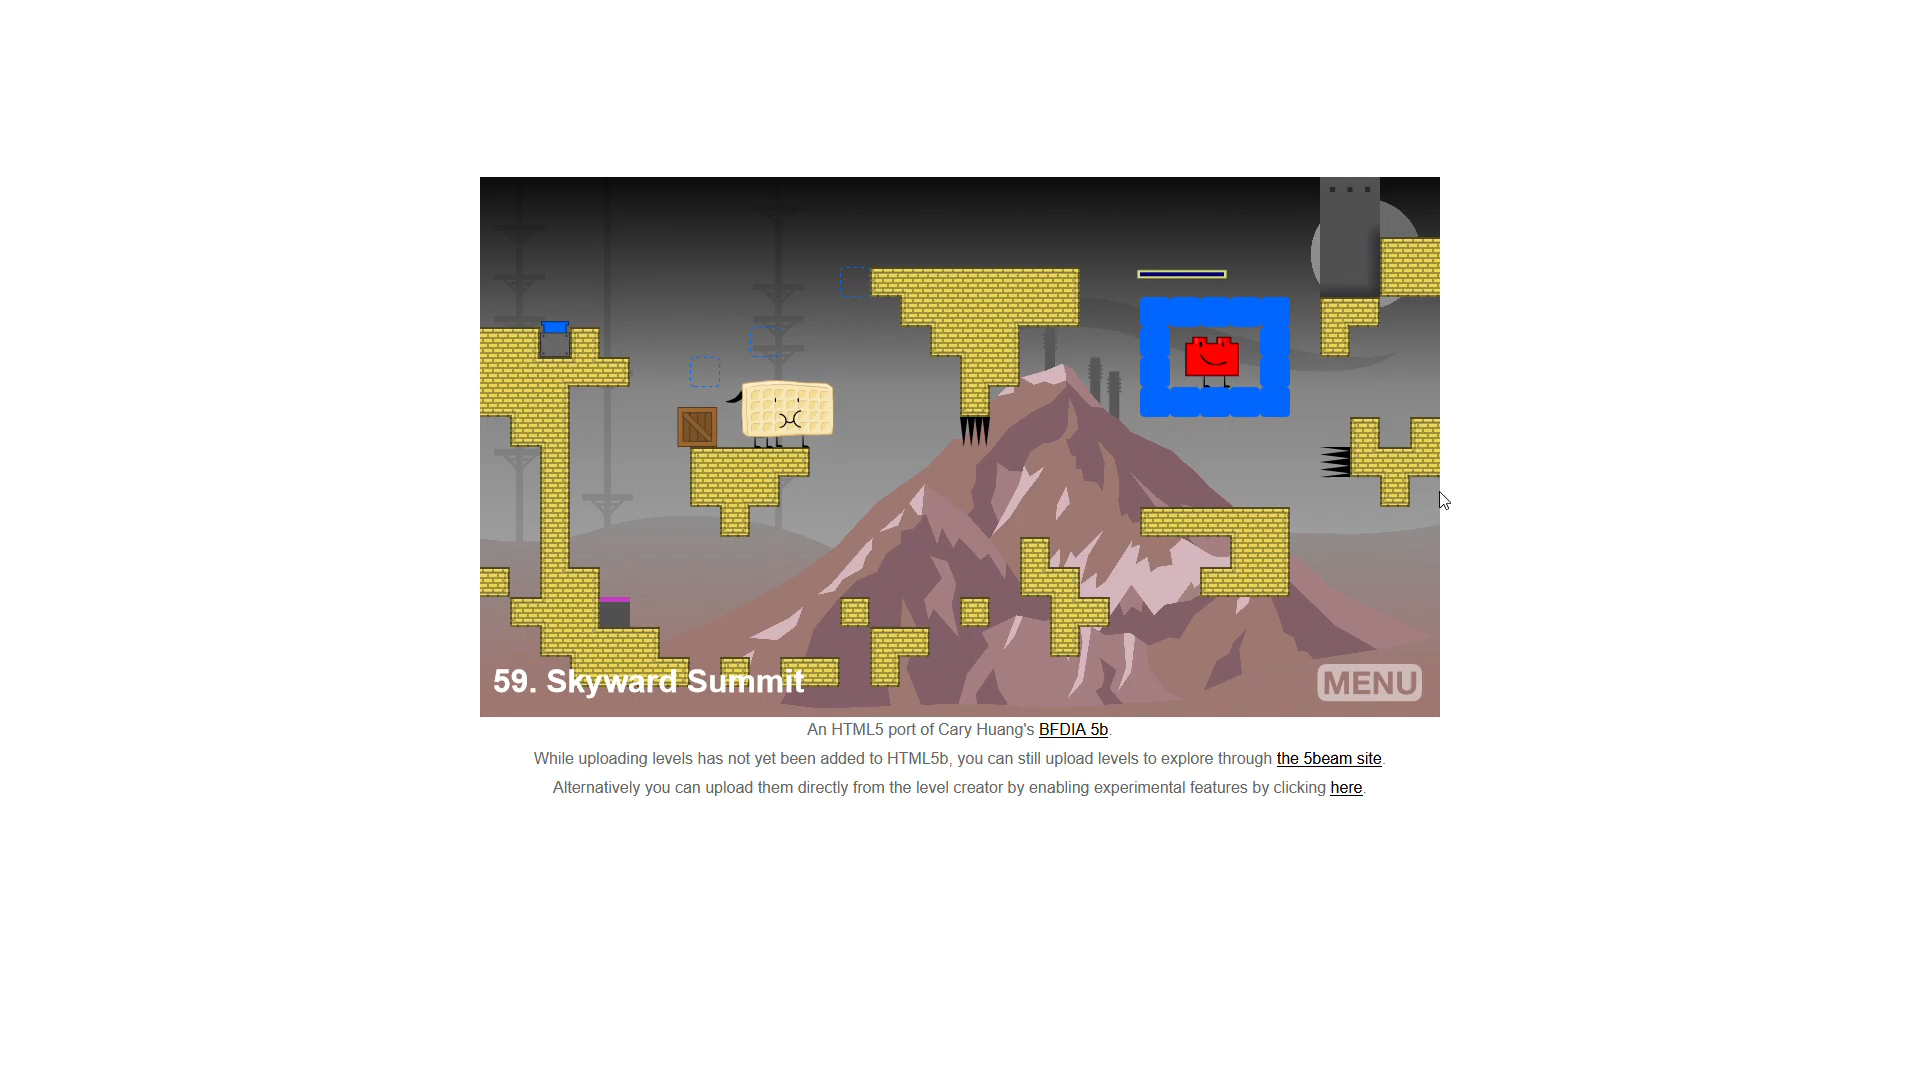 59. Skyward Summit
MENU
An HTML5 port of Cary Huang's BFDIA 5b.
While uploading levels has not yet been added to HTML5b, you can still upload levels to explore through the 5beam site.
Alternatively you can upload them directly from the level creator by enabling experimental features by clicking here.